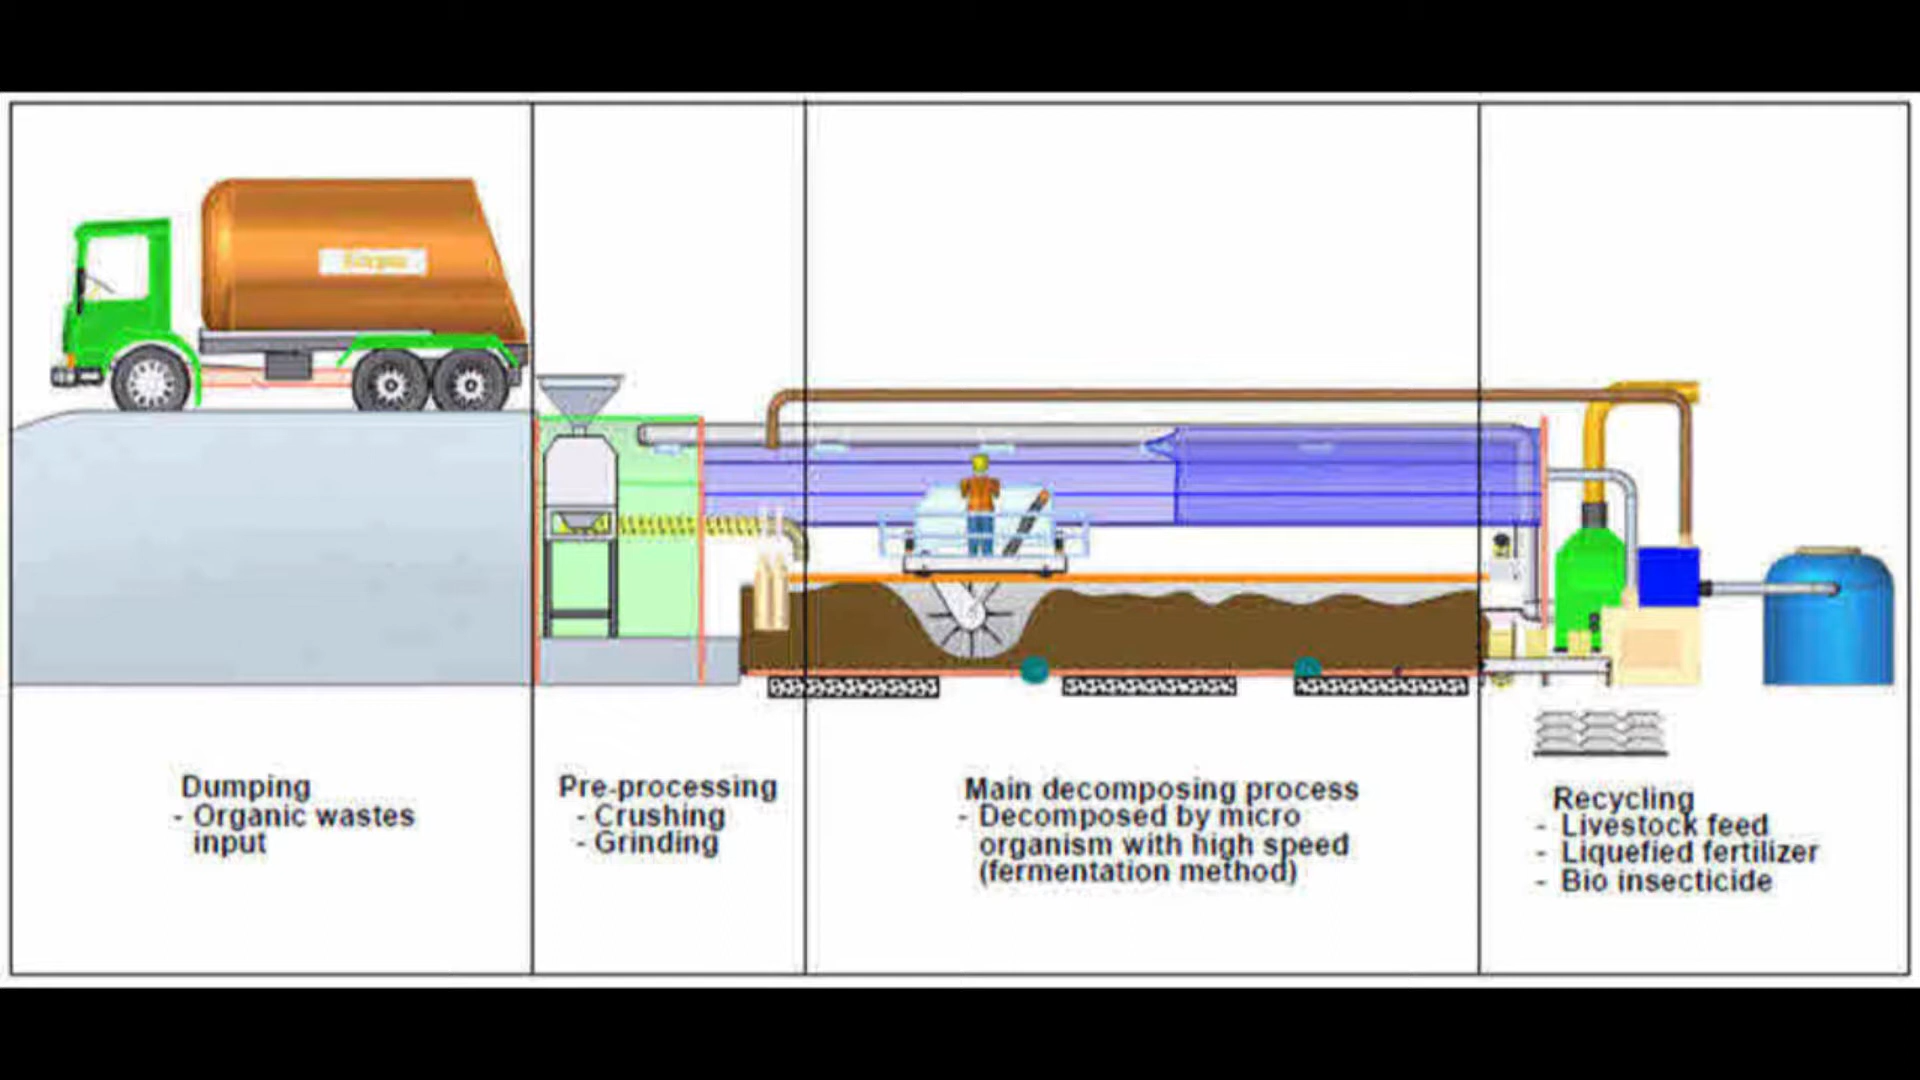 Dumping
- Organic wastes
input
Pre-processing
- Crushing
- Grinding
Main decomposing process
- Decomposed by micro
organism with high speed
(fermentation method)
Recycling
- Livestock feed
- Liquefied fertilizer
- Bio insecticide